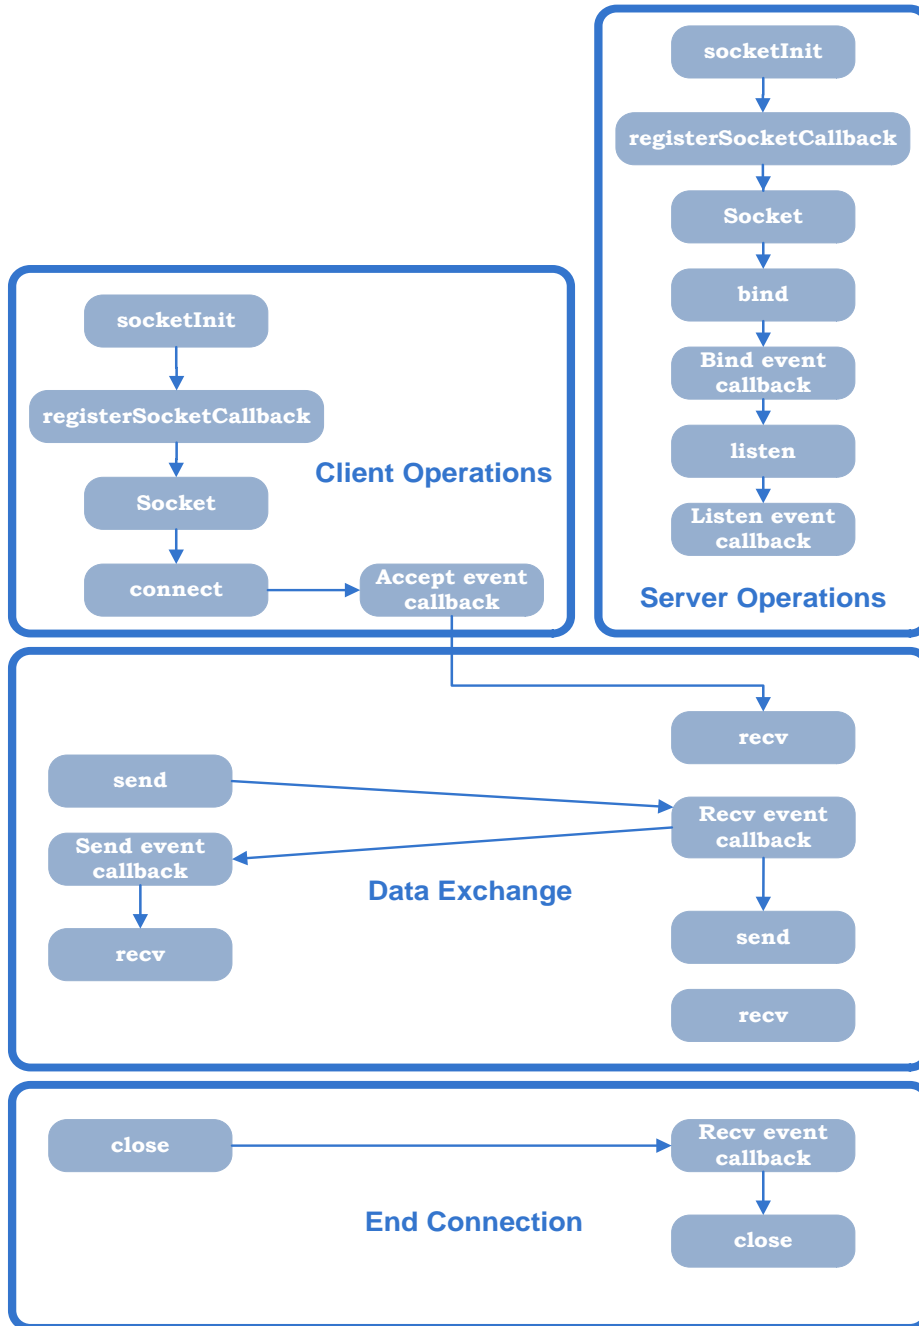 socketInit
registerSocketCallback
Socket
bind
Bind event
callback
listen
Listen event
callback
Server Operations
socketInit
registerSocketCallback
Client Operations
Socket
connect
Accept event
callback
recv
send
Recv event
callback
Send event
callback
Data Exchange
send
recv
recv
close
Recv event
callback
End Connection
close